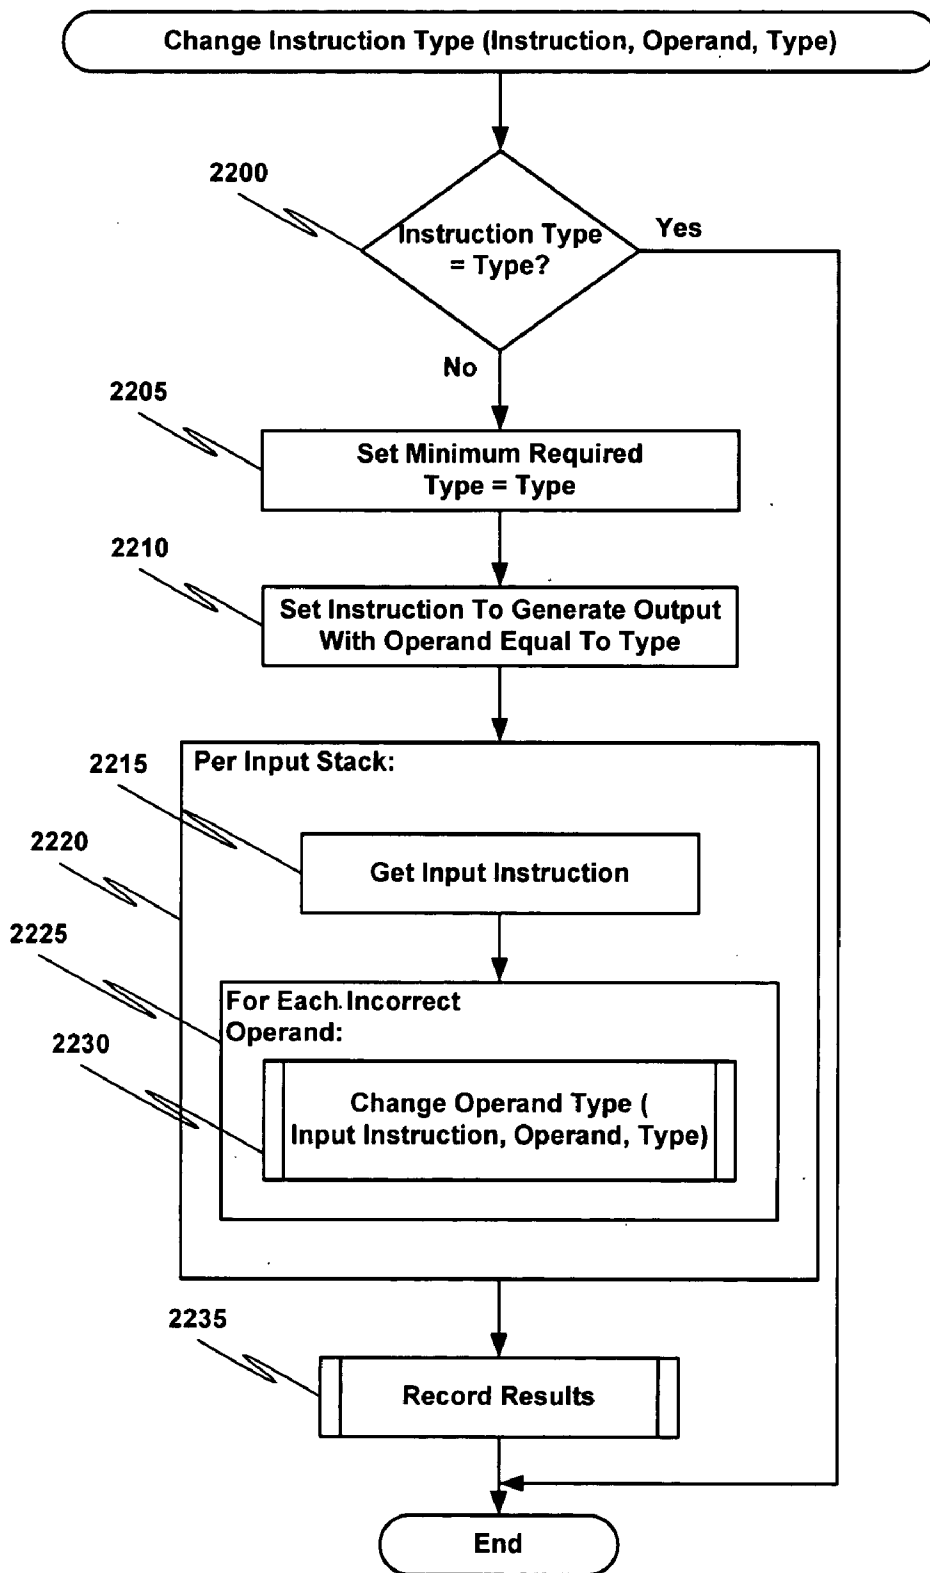 Change Instruction Type (Instruction, Operand, Type)
2200
Instruction Type
= Type?
Yes
No
2205
Set Minimum Required
Type = Type
2210
Set Instruction To Generate Output
With Operand Equal To Type
Per Input Stack:
2215
Get Input Instruction
2220
2225
For Each Incorrect
Operand:
2230
Change Operand Type (
Input Instruction, Operand, Type)
2235
Record Results
End